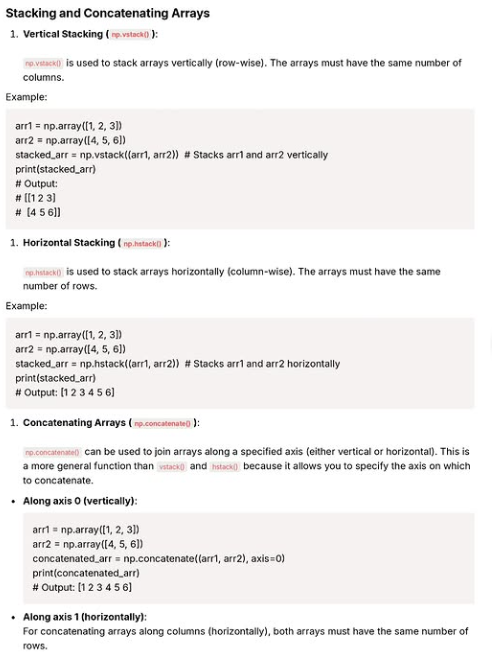 Stacking and Concatenating Arrays
1. Vertical Stacking ( np.vstack() ):
np.vstack() is used to stack arrays vertically (row-wise). The arrays must have the same number of
columns.
Example:
arr1 = np.array([1, 2, 3])
arr2 = np.array([4, 5, 6])
stacked_arr = np.vstack((arr1, arr2))  # Stacks arr1 and arr2 vertically
print(stacked_arr)
# Output:
# [[1 2 3]
#  [4 5 6]]
1. Horizontal Stacking ( np.hstack() ):
np.hstack() is used to stack arrays horizontally (column-wise). The arrays must have the same
number of rows.
Example:
arr1 = np.array([1, 2, 3])
arr2 = np.array([4, 5, 6])
stacked_arr = np.hstack((arr1, arr2))  # Stacks arr1 and arr2 horizontally
print(stacked_arr)
# Output: [1 2 3 4 5 6]
1. Concatenating Arrays ( np.concatenate() ):
np.concatenate() can be used to join arrays along a specified axis (either vertical or horizontal). This is
a more general function than vstack() and hstack() because it allows you to specify the axis on which
to concatenate.
• Along axis 0 (vertically):
arr1 = np.array([1, 2, 3])
arr2 = np.array([4, 5, 6])
concatenated_arr = np.concatenate((arr1, arr2), axis=0)
print(concatenated_arr)
# Output: [1 2 3 4 5 6]
• Along axis 1 (horizontally):
For concatenating arrays along columns (horizontally), both arrays must have the same number of
rows.